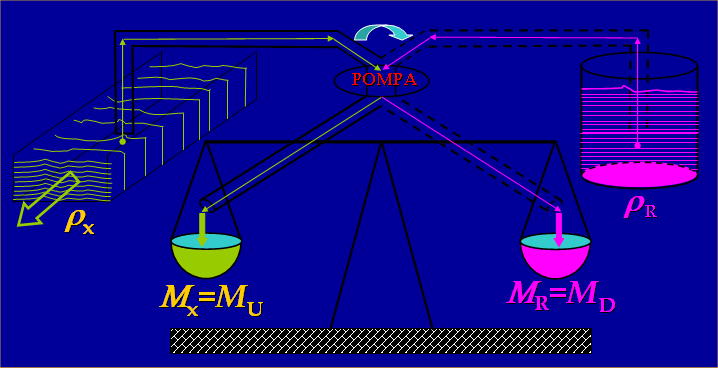 POMPA
ρx
ρR
Mx=MU
MR=MD